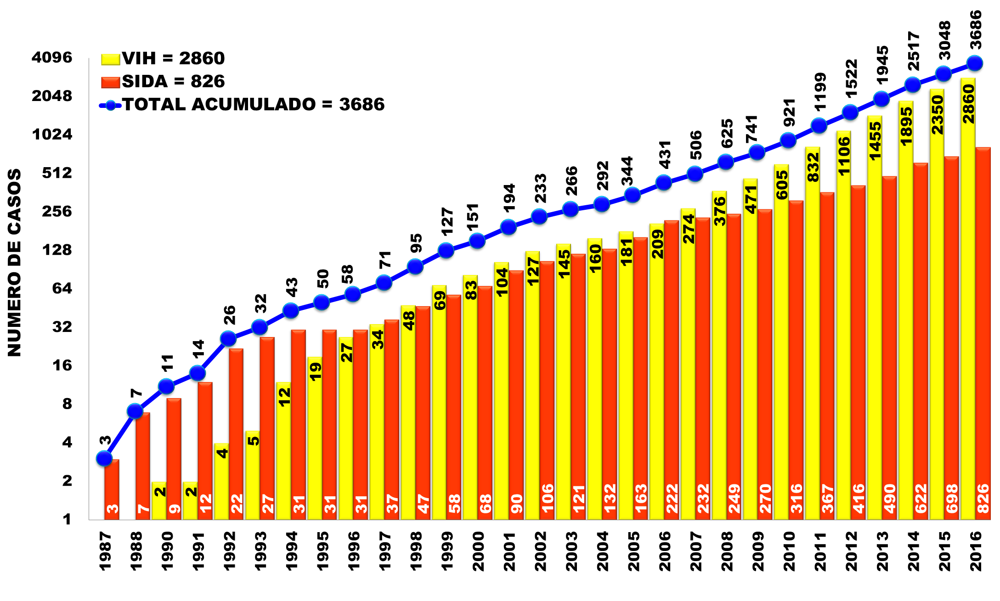 VIH = 2860
SIDA = 826
TOTAL ACUMULADO = 3686
NUMERO DE CASOS
4096
2048
1024
512
256
128
64
32
16
8
4
2
1
3 7 11 14 26 32 43 50 58 71 95 127 151 194 233 266 292 344 431 506 625 741 921 1199 1522 1945 2517 3048 3686
2 2 4 5 12 19 27 34 48 69 83 104 127 145 160 181 209 274 376 471 605 832 1106 1455 1895 2350 2860
3 7 9 12 22 27 31 31 31 37 47 58 68 90 106 121 132 163 222 232 249 270 316 367 416 490 622 698 826
1987 1988 1990 1991 1992 1993 1994 1995 1996 1997 1998 1999 2000 2001 2002 2003 2004 2005 2006 2007 2008 2009 2010 2011 2012 2013 2014 2015 2016